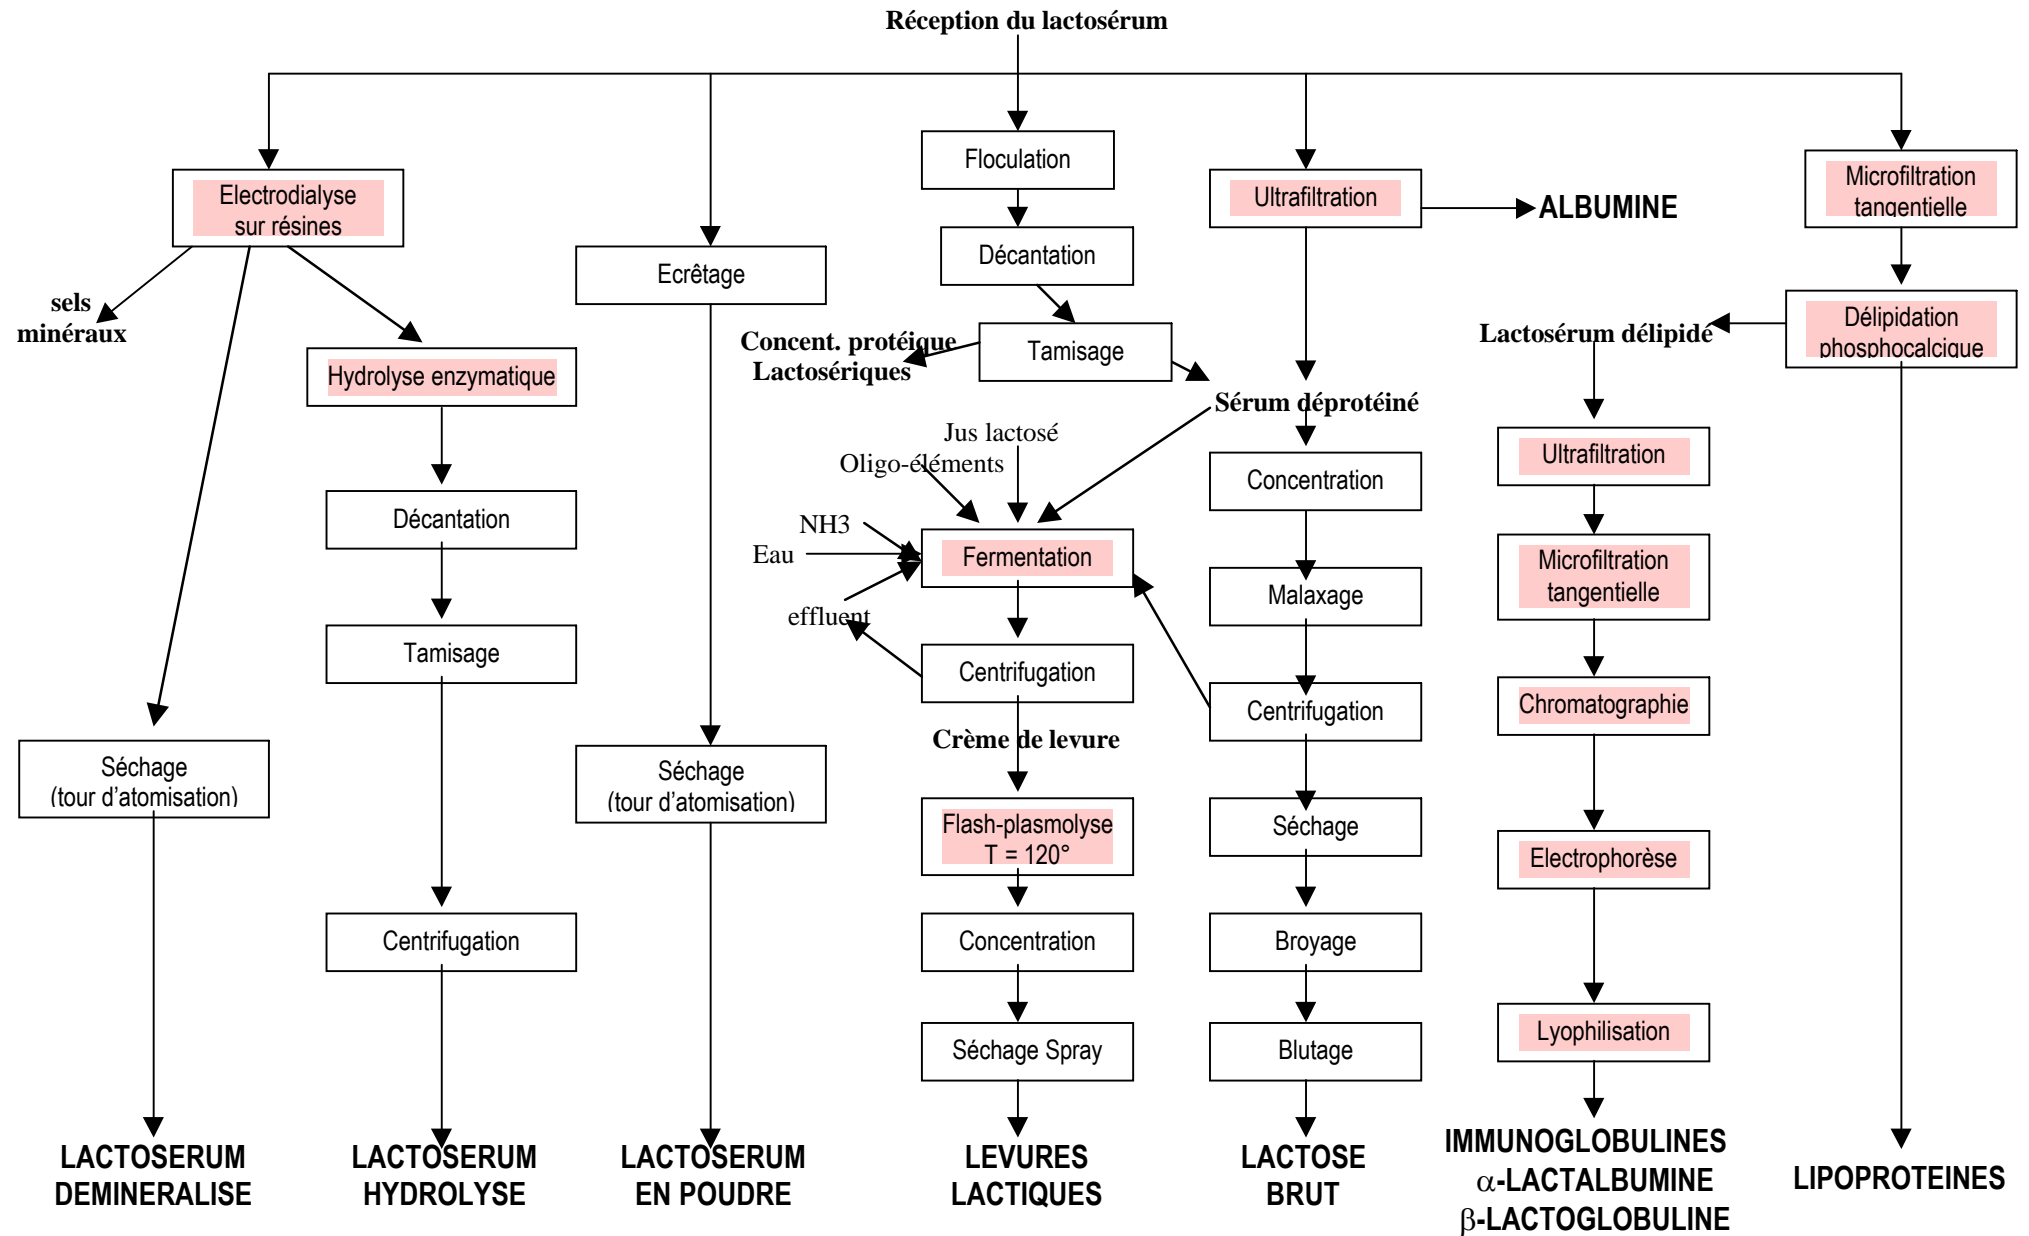 Réception du lactosérum
Electrodialyse
sur résines
sels
minéraux
Hydrolyse enzymatique
Décantation
Tamisage
Centrifugation
Séchage
(tour d'atomisation)
LACTOSERUM
DEMINERALISE
LACTOSERUM
HYDROLYSE
Ecrêtage
Séchage
(tour d'atomisation)
LACTOSERUM
EN POUDRE
Floculation
Décantation
Tamisage
Concent. protéique
Lactosériques
Sérum déprotéiné
Jus lactosé
Oligo-éléments
NH3
Eau
effluent
Fermentation
Centrifugation
Crème de levure
Flash-plasmolyse
T = 120°
Concentration
Séchage Spray
LEVURES
LACTIQUES
Ultrafiltration
ALBUMINE
Concentration
Malaxage
Centrifugation
Séchage
Broyage
Blutage
LACTOSE
BRUT
Microfiltration
tangentielle
Délipidation
phosphocalcique
Lactosérum délipidé
Ultrafiltration
Microfiltration
tangentielle
Chromatographie
Electrophorèse
Lyophilisation
IMMUNOGLOBULINES
α-LACTALBUMINE
β-LACTOGLOBULINE
LIPOPROTEINES